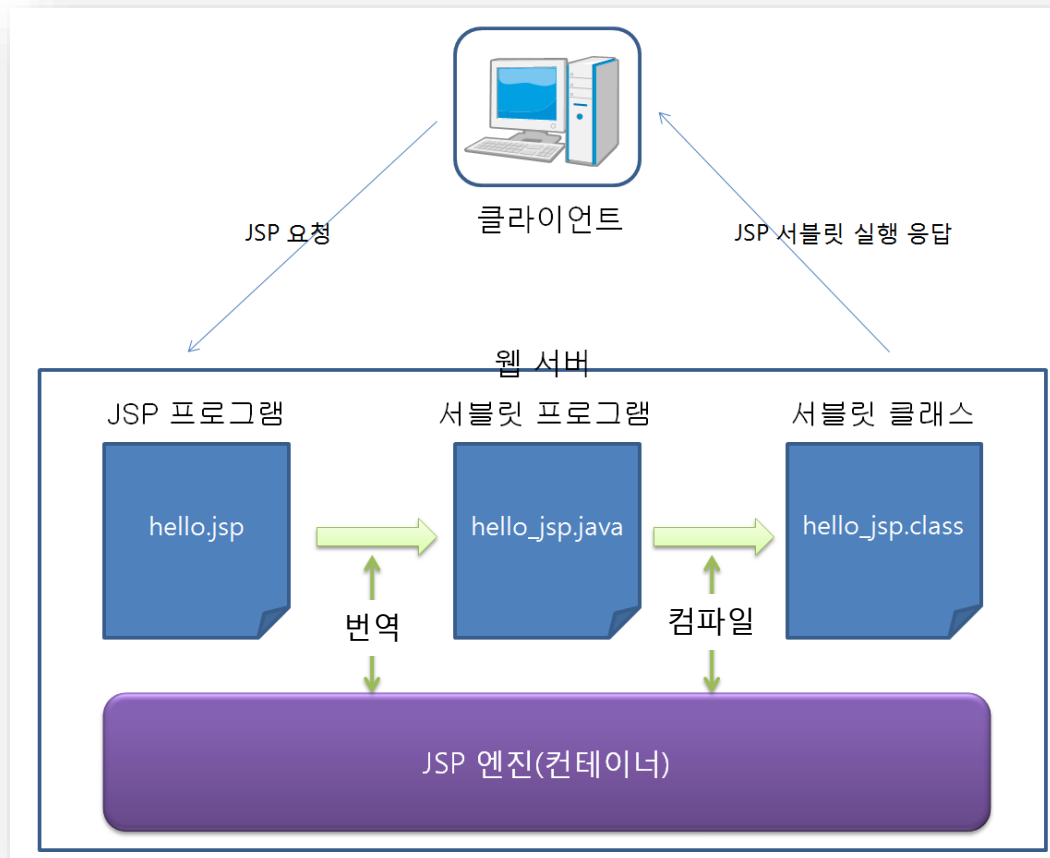 클라이언트
JSP 요청
JSP 서블릿 실행 응답
웹 서버
JSP 프로그램
서블릿 프로그램
서블릿 클래스
hello.jsp
hello_jsp.java
hello_jsp.class
번역
컴파일
JSP 엔진(컨테이너)